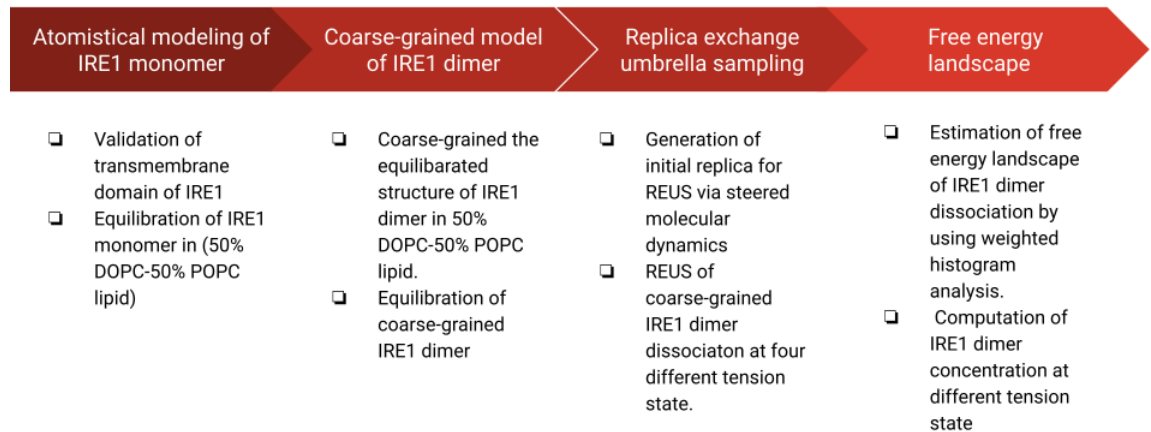 Atomistical modeling of
IRE1 monomer
Coarse-grained model
of IRE1 dimer
Replica exchange
umbrella sampling
Free energy
landscape
❏ Validation of
transmembrane
domain of IRE1
❏ Equilibration of IRE1
monomer in (50%
DOPC-50% POPC
lipid)
❏ Coarse-grained the
equilibarated
structure of IRE1
dimer in 50%
DOPC-50% POPC
lipid.
❏ Equilibration of
coarse-grained
IRE1 dimer
❏ Generation of
initial replica for
REUS via steered
molecular
dynamics
❏ REUS of
coarse-grained
IRE1 dimer
dissociaton at four
different tension
state.
❏ Estimation of free
energy landscape
of IRE1 dimer
dissociation by
using weighted
histogram
analysis.
❏ Computation of
IRE1 dimer
concentration at
different tension
state